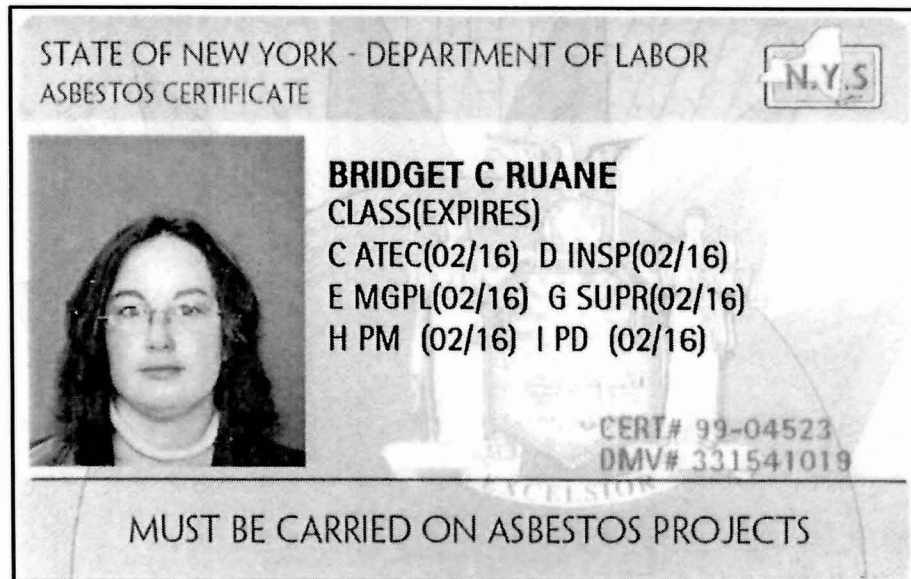 STATE OF NEW YORK - DEPARTMENT OF LABOR
ASBESTOS CERTIFICATE
N.Y.S
BRIDGET C RUANE
CLASS(EXPIRES)
C ATEC(02/16) D INSP(02/16)
E MGPL(02/16) G SUPR(02/16)
H PM (02/16) I PD (02/16)
CERT# 99-04523
DMV# 331541019
EXCELSIOR
MUST BE CARRIED ON ASBESTOS PROJECTS